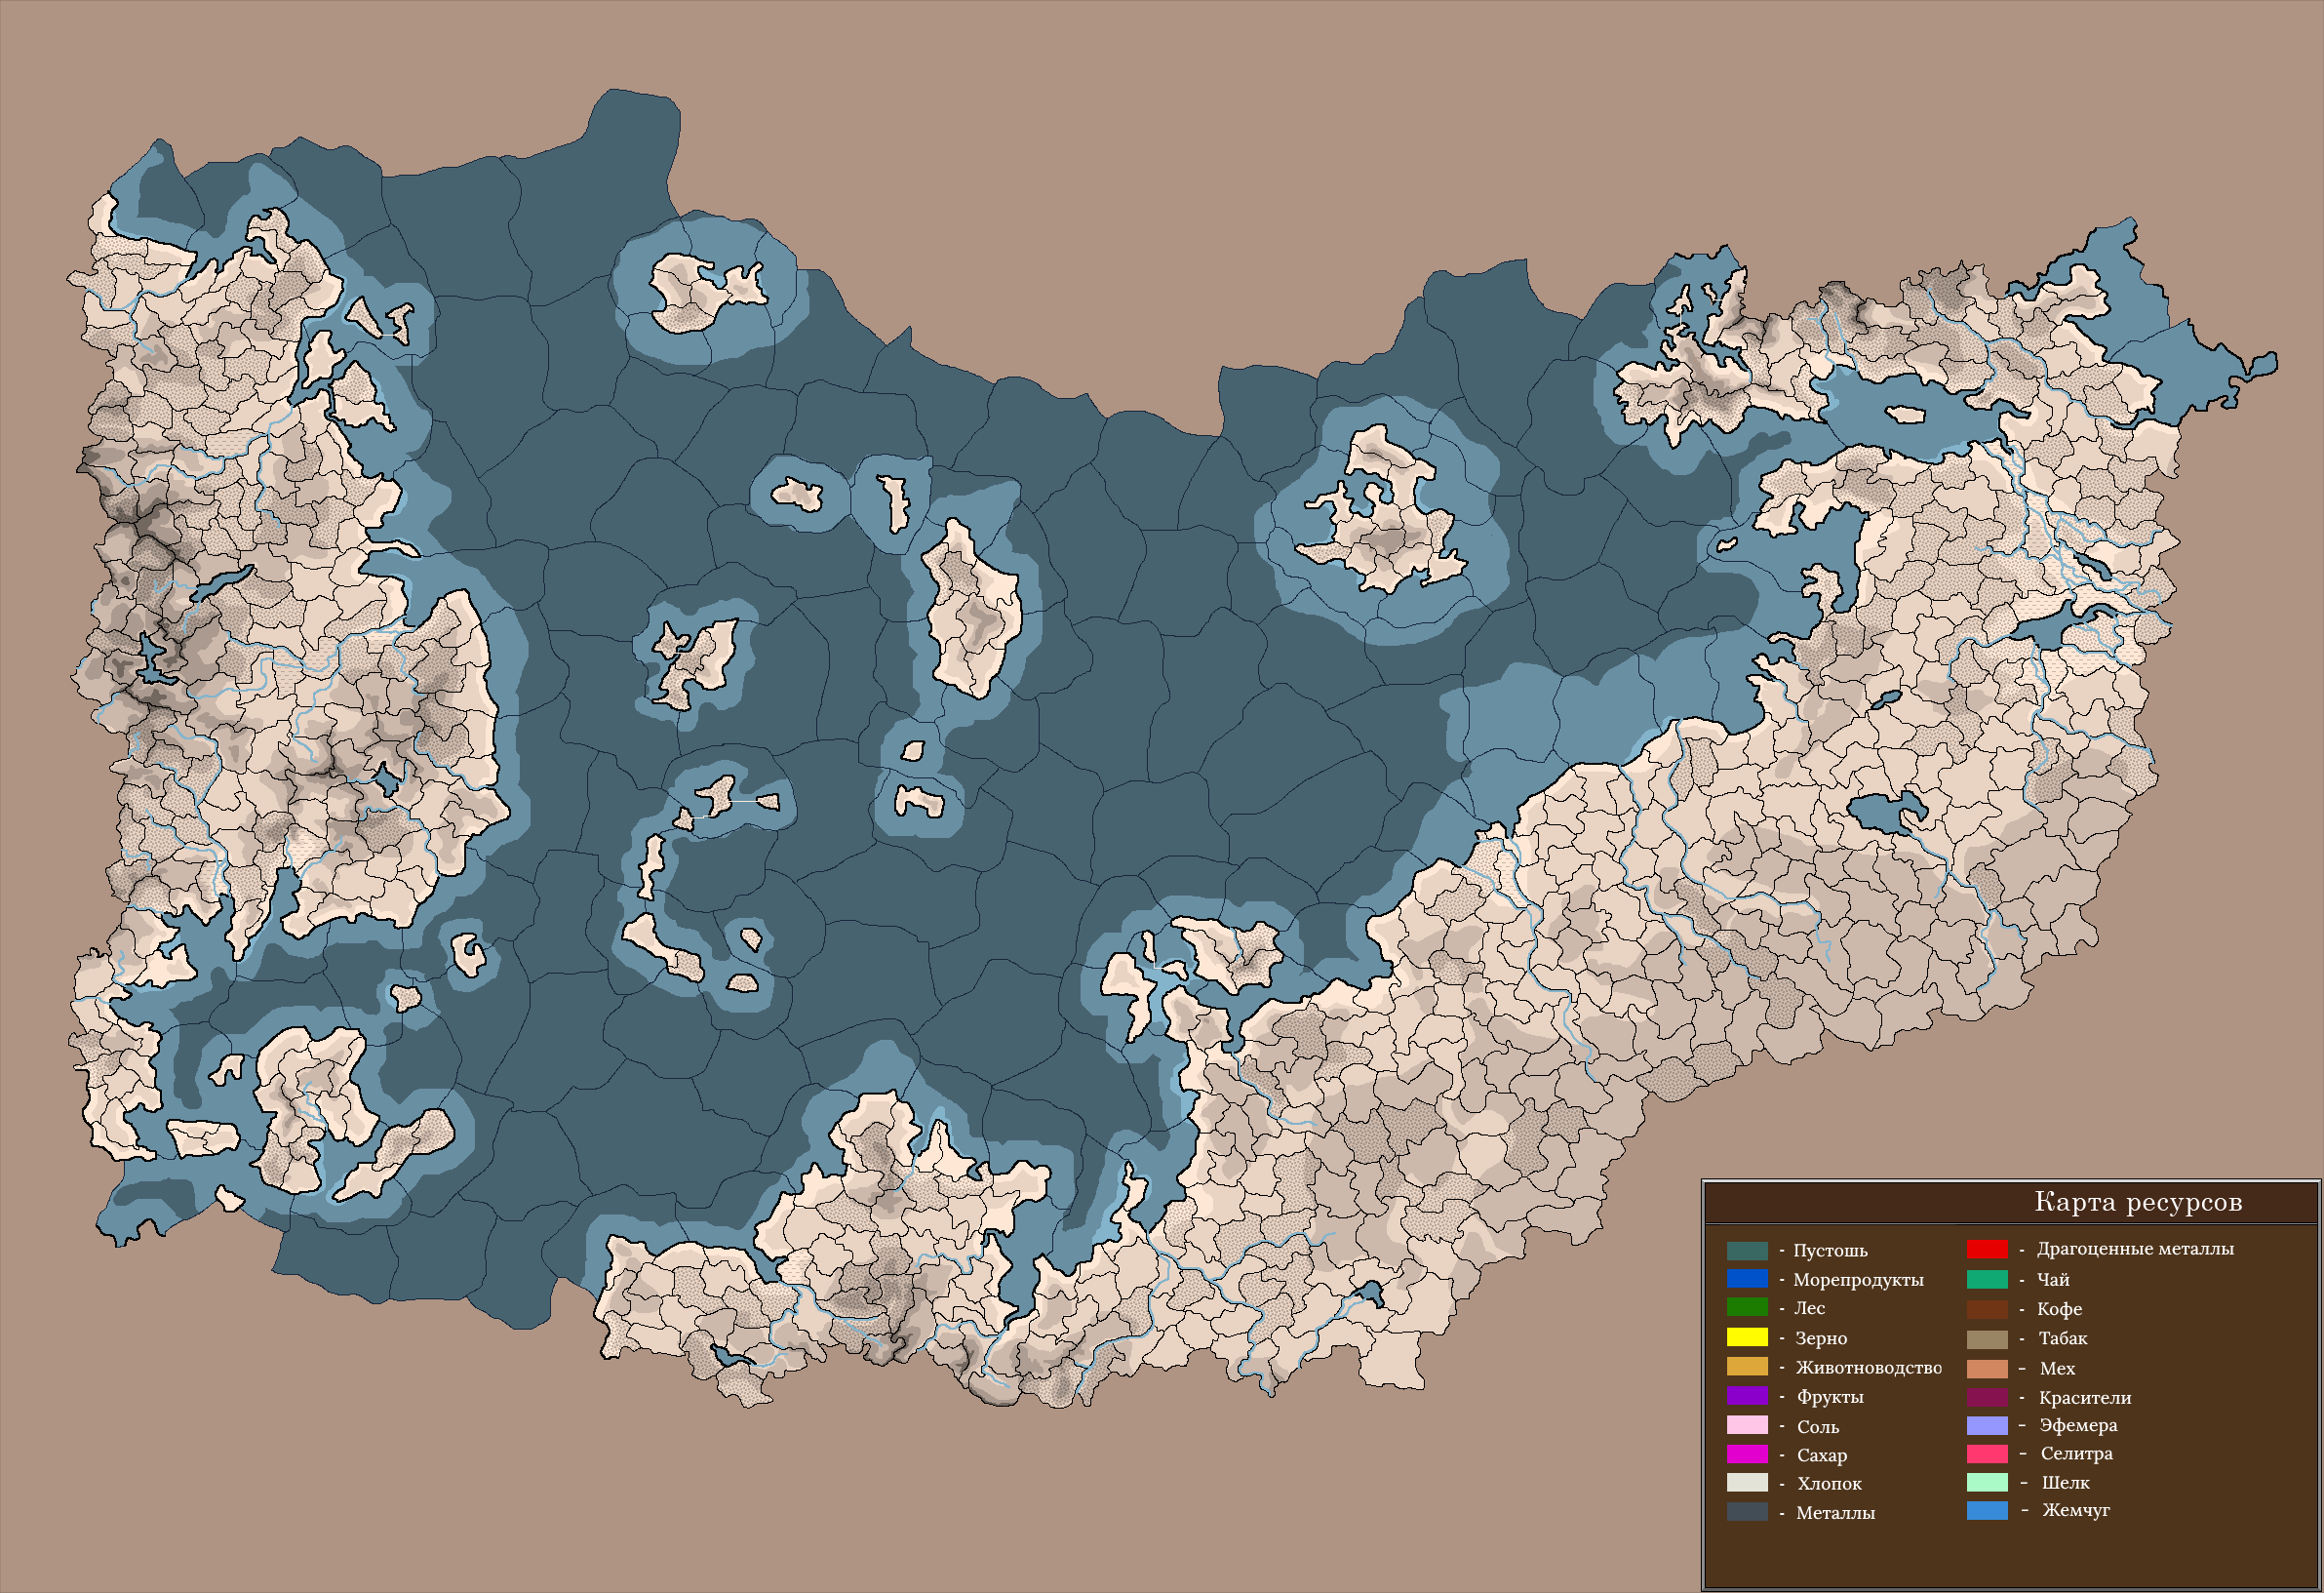 Карта ресурсов
- Пустошь
- Морепродукты
- Лес
- Зерно
- Животноводство
- Фрукты
- Соль
- Сахар
- Хлопок
- Металлы
- Драгоценные металлы
- Чай
- Кофе
- Табак
- Мех
- Красители
- Эфемера
- Селитра
- Шелк
- Жемчуг